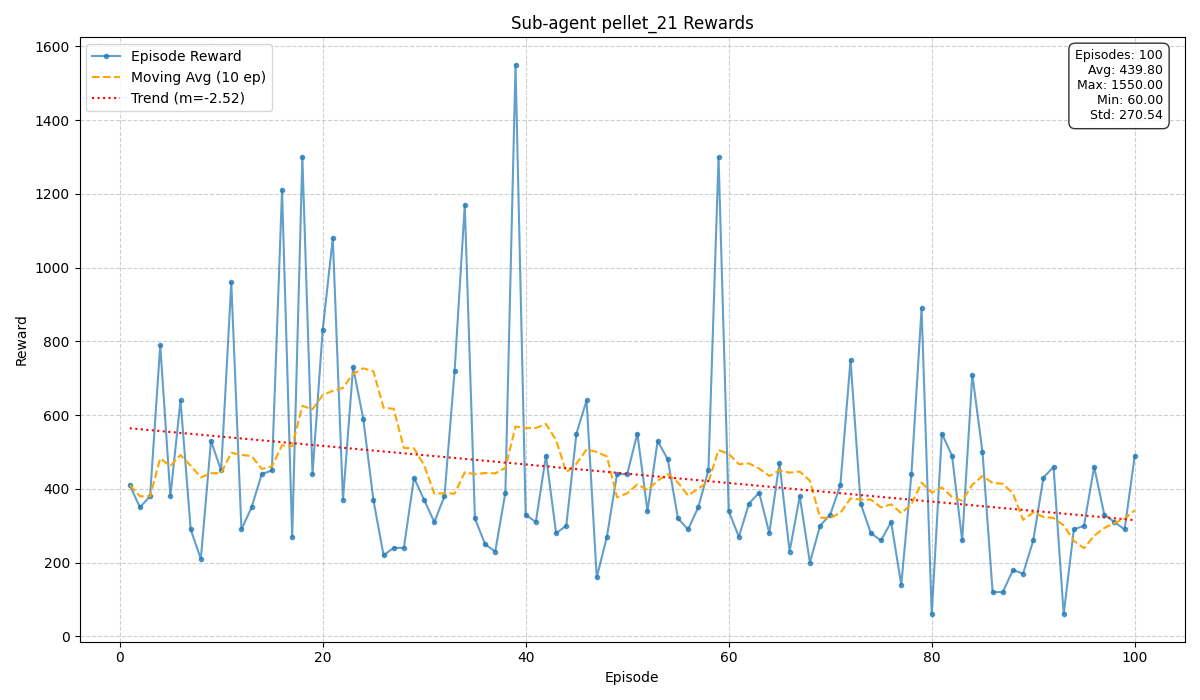 Sub-agent pellet_21 Rewards
Episode Reward
Moving Avg (10 ep)
Trend (m=-2.52)
Episodes: 100
Avg: 439.80
Max: 1550.00
Min: 60.00
Std: 270.54
Reward
1600
1400
1200
1000
800
600
400
200
0
0 20 40 60 80 100
Episode